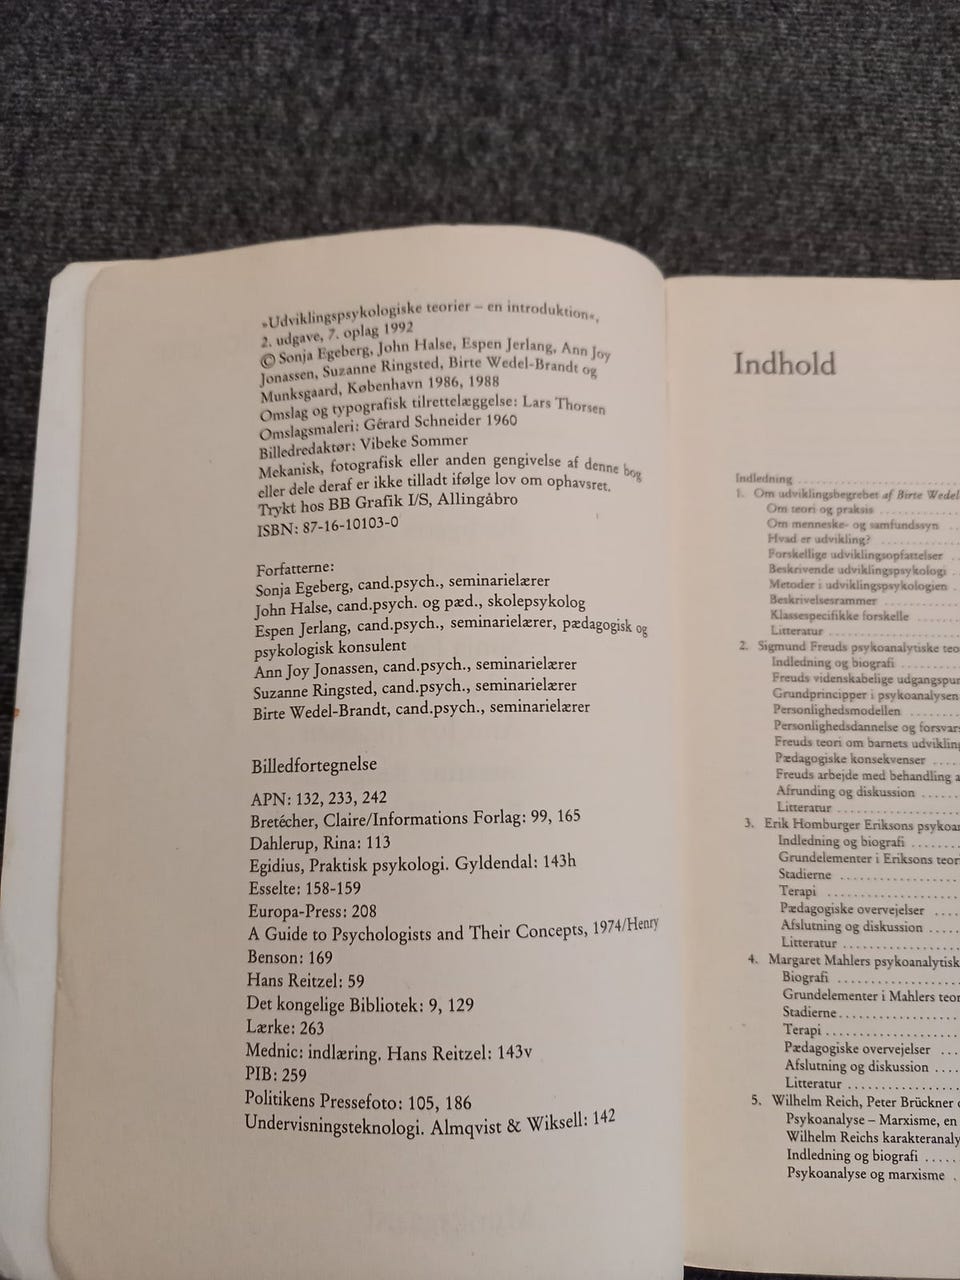 »Udviklingspsykologiske teorier – en introduktion«,
2. udgave, 7. oplag 1992
© Sonja Egeberg, John Halse, Espen Jerlang, Ann Joy
Jonassen, Suzanne Ringsted, Birte Wedel-Brandt og
Munksgaard, København 1986, 1988
Omslag og typografisk tilrettelæggelse: Lars Thorsen
Omslagsmaleri: Gérard Schneider 1960
Billedredaktør: Vibeke Sommer
Mekanisk, fotografisk eller anden gengivelse af denne bog
eller dele deraf er ikke tilladt ifølge lov om ophavsret.
Trykt hos BB Grafik I/S, Allingåbro
ISBN: 87-16-10103-0
Forfatterne:
Sonja Egeberg, cand.psych., seminarielærer
John Halse, cand.psych. og pæd., skolepsykolog
Espen Jerlang, cand.psych., seminarielærer, pædagogisk og
psykologisk konsulent
Ann Joy Jonassen, cand.psych., seminarielærer
Suzanne Ringsted, cand.psych., seminarielærer
Birte Wedel-Brandt, cand.psych., seminarielærer
Billedfortegnelse
APN: 132, 233, 242
Bretécher, Claire/Informations Forlag: 99, 165
Dahlerup, Rina: 113
Egidius, Praktisk psykologi. Gyldendal: 143h
Esselte: 158-159
Europa-Press: 208
A Guide to Psychologists and Their Concepts, 1974/Henry
Benson: 169
Hans Reitzel: 59
Det kongelige Bibliotek: 9, 129
Lærke: 263
Mednic: indlæring. Hans Reitzel: 143v
PIB: 259
Politikens Pressefoto: 105, 186
Undervisningsteknologi. Almqvist & Wiksell: 142
Indhold
Indledning
1. Om udviklingsbegrebet af Birte Wedel
Om teori og praksis
Om menneske- og samfundssyn
Hvad er udvikling?
Forskellige udviklingsopfattelser
Beskrivende udviklingspsykologi
Metoder i udviklingspsykologien
Beskrivelsesrammer
Klassespecifikke forskelle
Litteratur
2. Sigmund Freuds psykoanalytiske teo
Indledning og biografi
Freuds videnskabelige udgangspur
Grundprincipper i psykoanalysen
Personlighedsmodellen
Personlighedsdannelse og forsvar
Freuds teori om barnets udvikling
Pædagogiske konsekvenser
Freuds arbejde med behandling a
Afrunding og diskussion
Litteratur
3. Erik Homburger Eriksons psykoa
Indledning og biografi
Grundelementer i Eriksons teor
Stadierne
Terapi
Pædagogiske overvejelser
Afslutning og diskussion
Litteratur
4. Margaret Mahlers psykoanalytisk
Biografi
Grundelementer i Mahlers teor
Stadierne
Terapi
Pædagogiske overvejelser
Afslutning og diskussion
Litteratur
5. Wilhelm Reich, Peter Brückner o
Psykoanalyse – Marxisme, en
Wilhelm Reichs karakteranaly
Indledning og biografi
Psykoanalyse og marxisme